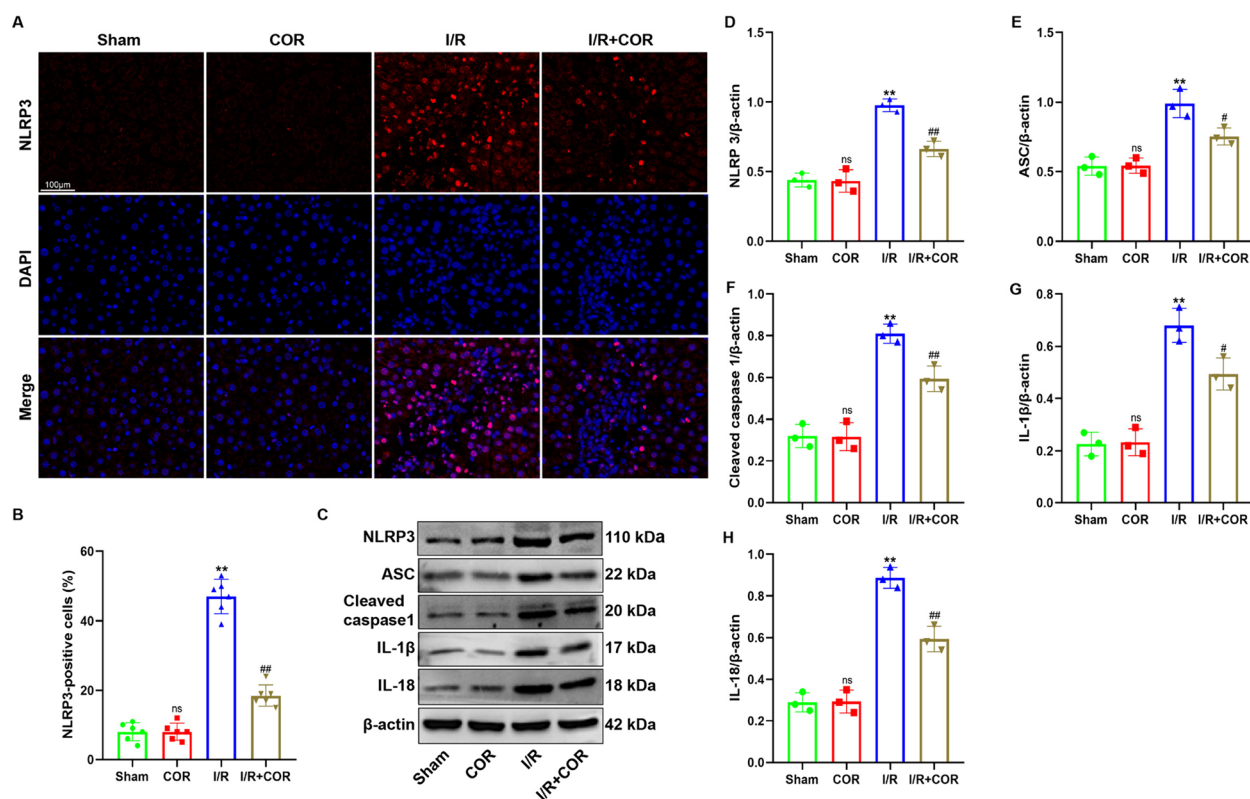 A
Sham COR I/R I/R+COR
NLRP3
100μm
DAPI
Merge
B
NLRP3-positive cells (%)
60
40
20
0
**
##
ns
Sham COR I/R I/R+COR
C
NLRP3 110 kDa
ASC 22 kDa
Cleaved
caspase1 20 kDa
IL-1β 17 kDa
IL-18 18 kDa
β-actin 42 kDa
Sham COR I/R I/R+COR
D
NLRP 3/β-actin
1.5
1.0
0.5
0.0
**
##
ns
Sham COR I/R I/R+COR
E
ASC/β-actin
1.5
1.0
0.5
0.0
**
#
ns
Sham COR I/R I/R+COR
F
Cleaved caspase 1/β-actin
1.0
0.8
0.6
0.4
0.2
0.0
**
##
ns
Sham COR I/R I/R+COR
G
IL-1β/β-actin
0.8
0.6
0.4
0.2
0.0
**
#
ns
Sham COR I/R I/R+COR
H
IL-18/β-actin
1.0
0.8
0.6
0.4
0.2
0.0
**
##
ns
Sham COR I/R I/R+COR